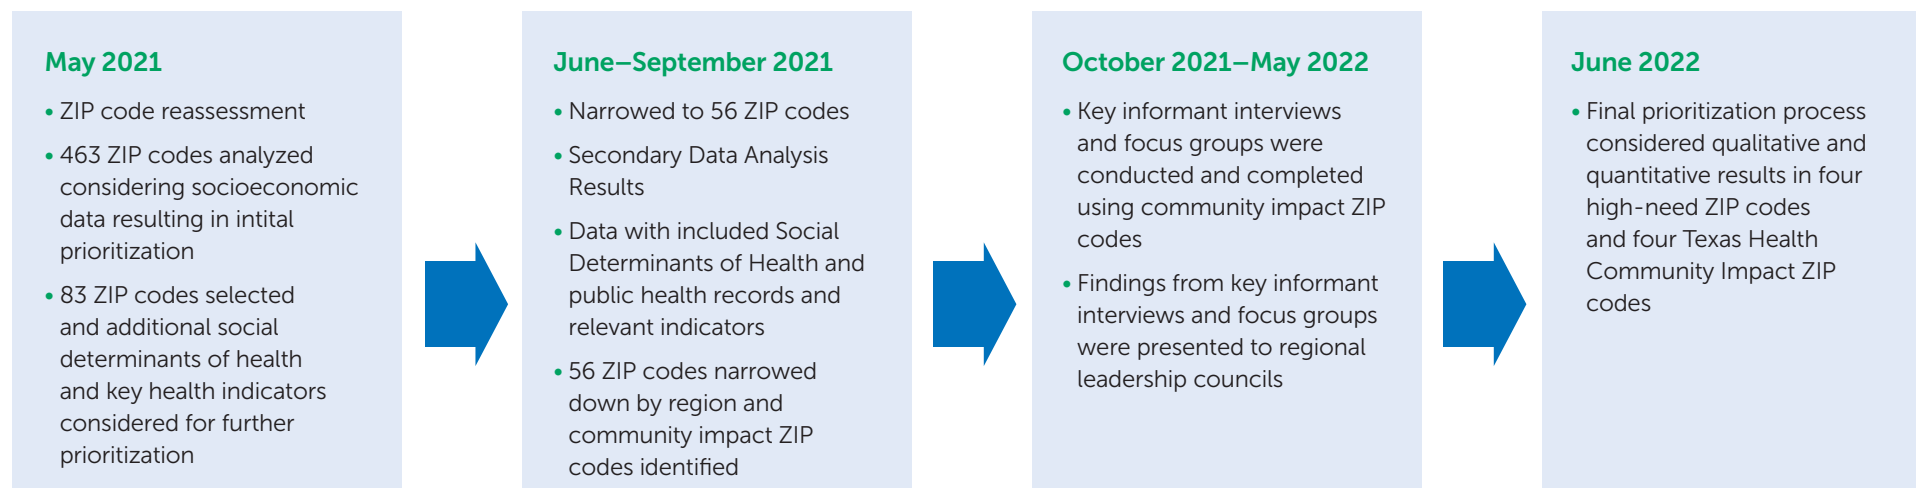 May 2021
• ZIP code reassessment
• 463 ZIP codes analyzed
considering socioeconomic
data resulting in intital
prioritization
• 83 ZIP codes selected
and additional social
determinants of health
and key health indicators
considered for further
prioritization
June–September 2021
• Narrowed to 56 ZIP codes
• Secondary Data Analysis
Results
• Data with included Social
Determinants of Health and
public health records and
relevant indicators
• 56 ZIP codes narrowed
down by region and
community impact ZIP
codes identified
October 2021–May 2022
• Key informant interviews
and focus groups were
conducted and completed
using community impact ZIP
codes
• Findings from key informant
interviews and focus groups
were presented to regional
leadership councils
June 2022
• Final prioritization process
considered qualitative and
quantitative results in four
high-need ZIP codes
and four Texas Health
Community Impact ZIP
codes